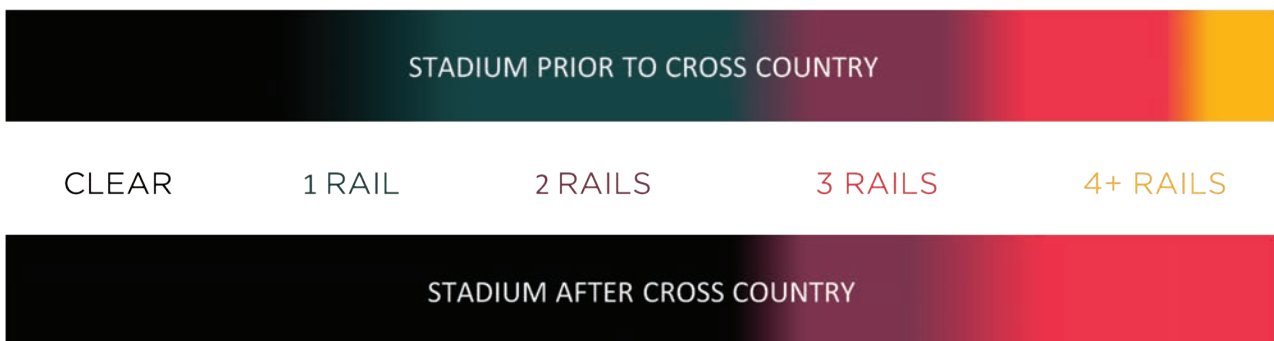 STADIUM PRIOR TO CROSS COUNTRY
CLEAR 1 RAIL 2 RAILS 3 RAILS 4+ RAILS
STADIUM AFTER CROSS COUNTRY